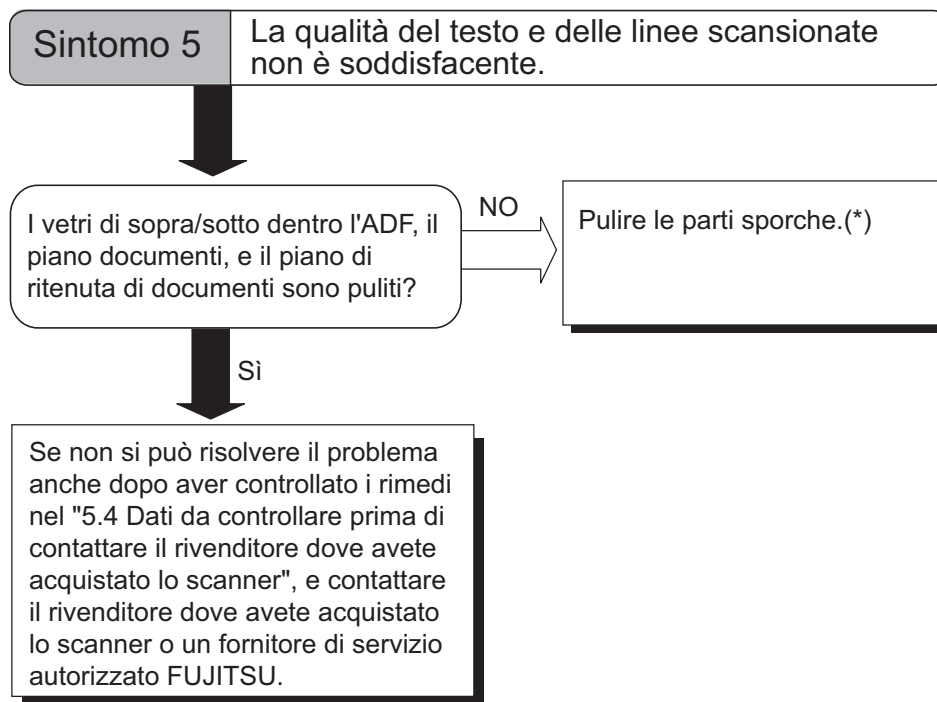 Sintomo 5
La qualità del testo e delle linee scansionate
non è soddisfacente.
I vetri di sopra/sotto dentro l'ADF, il
piano documenti, e il piano di
ritenuta di documenti sono puliti?
NO
Pulire le parti sporche.(*)
Sì
Se non si può risolvere il problema
anche dopo aver controllato i rimedi
nel "5.4 Dati da controllare prima di
contattare il rivenditore dove avete
acquistato lo scanner", e contattare
il rivenditore dove avete acquistato
lo scanner o un fornitore di servizio
autorizzato FUJITSU.